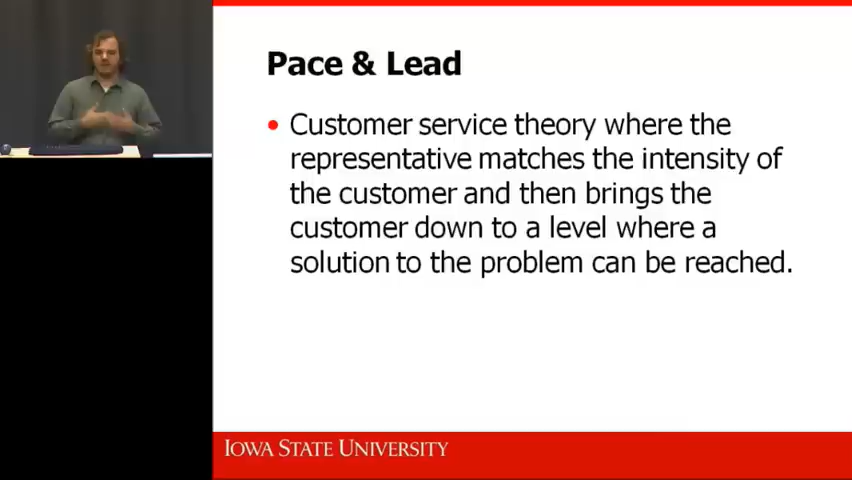 Pace & Lead
• Customer service theory where the
representative matches the intensity of
the customer and then brings the
customer down to a level where a
solution to the problem can be reached.
IOWA STATE UNIVERSITY